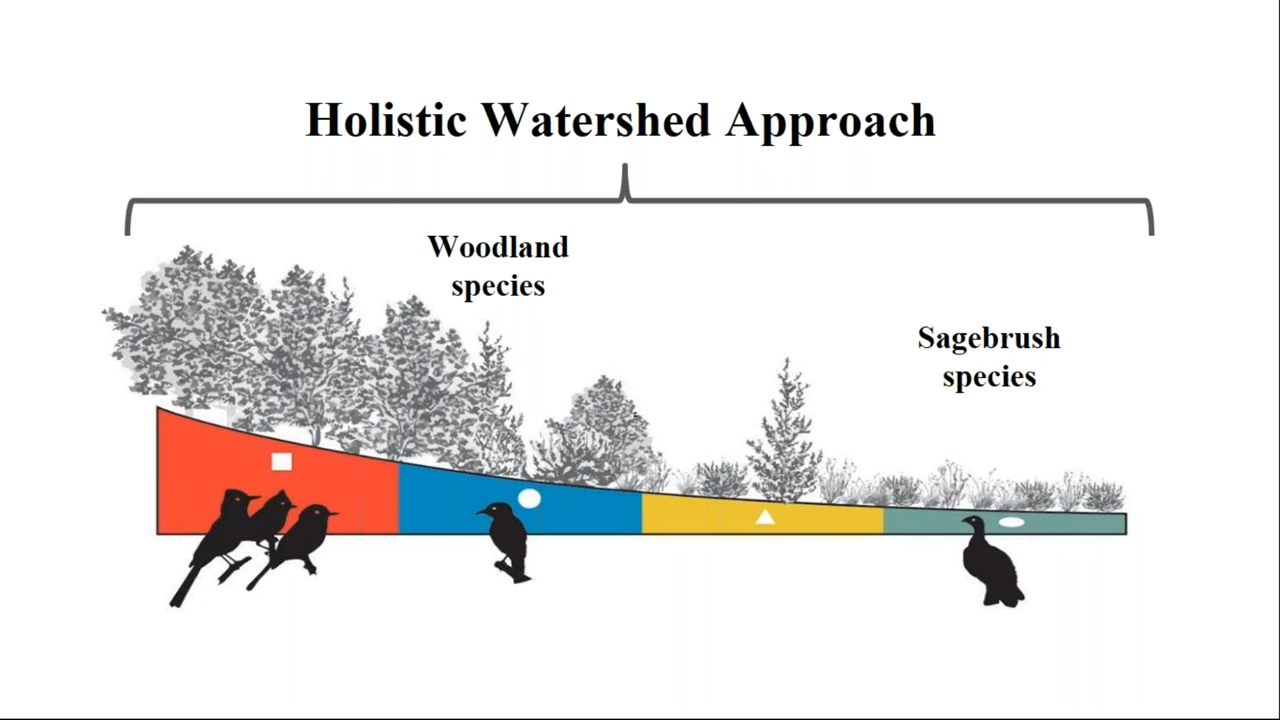 Holistic Watershed Approach
Woodland
species
Sagebrush
species